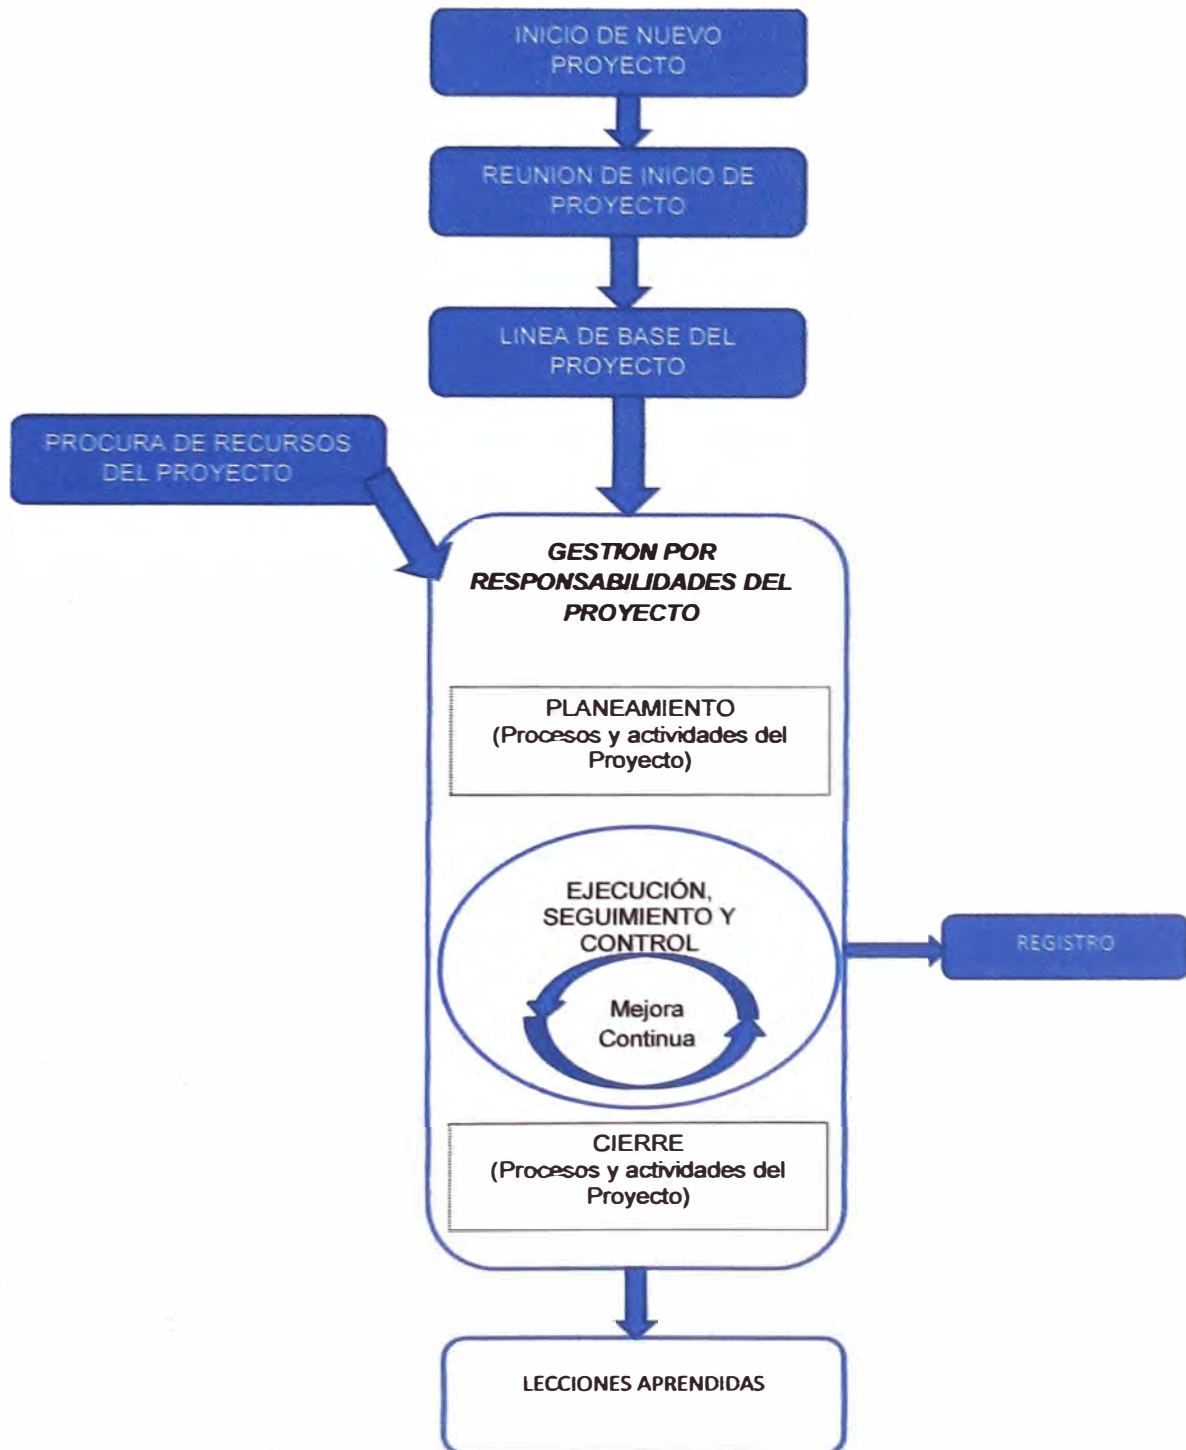 INICIO DE NUEVO
PROYECTO
REUNION DE INICIO DE
PROYECTO
LINEA DE BASE DEL
PROYECTO
PROCURA DE RECURSOS
DEL PROYECTO
GESTION POR
RESPONSABILIDADES DEL
PROYECTO
PLANEAMIENTO
(Procesos y actividades del
Proyecto)
EJECUCIÓN,
SEGUIMIENTO Y
CONTROL
Mejora
Continua
REGISTRO
CIERRE
(Procesos y actividades del
Proyecto)
LECCIONES APRENDIDAS